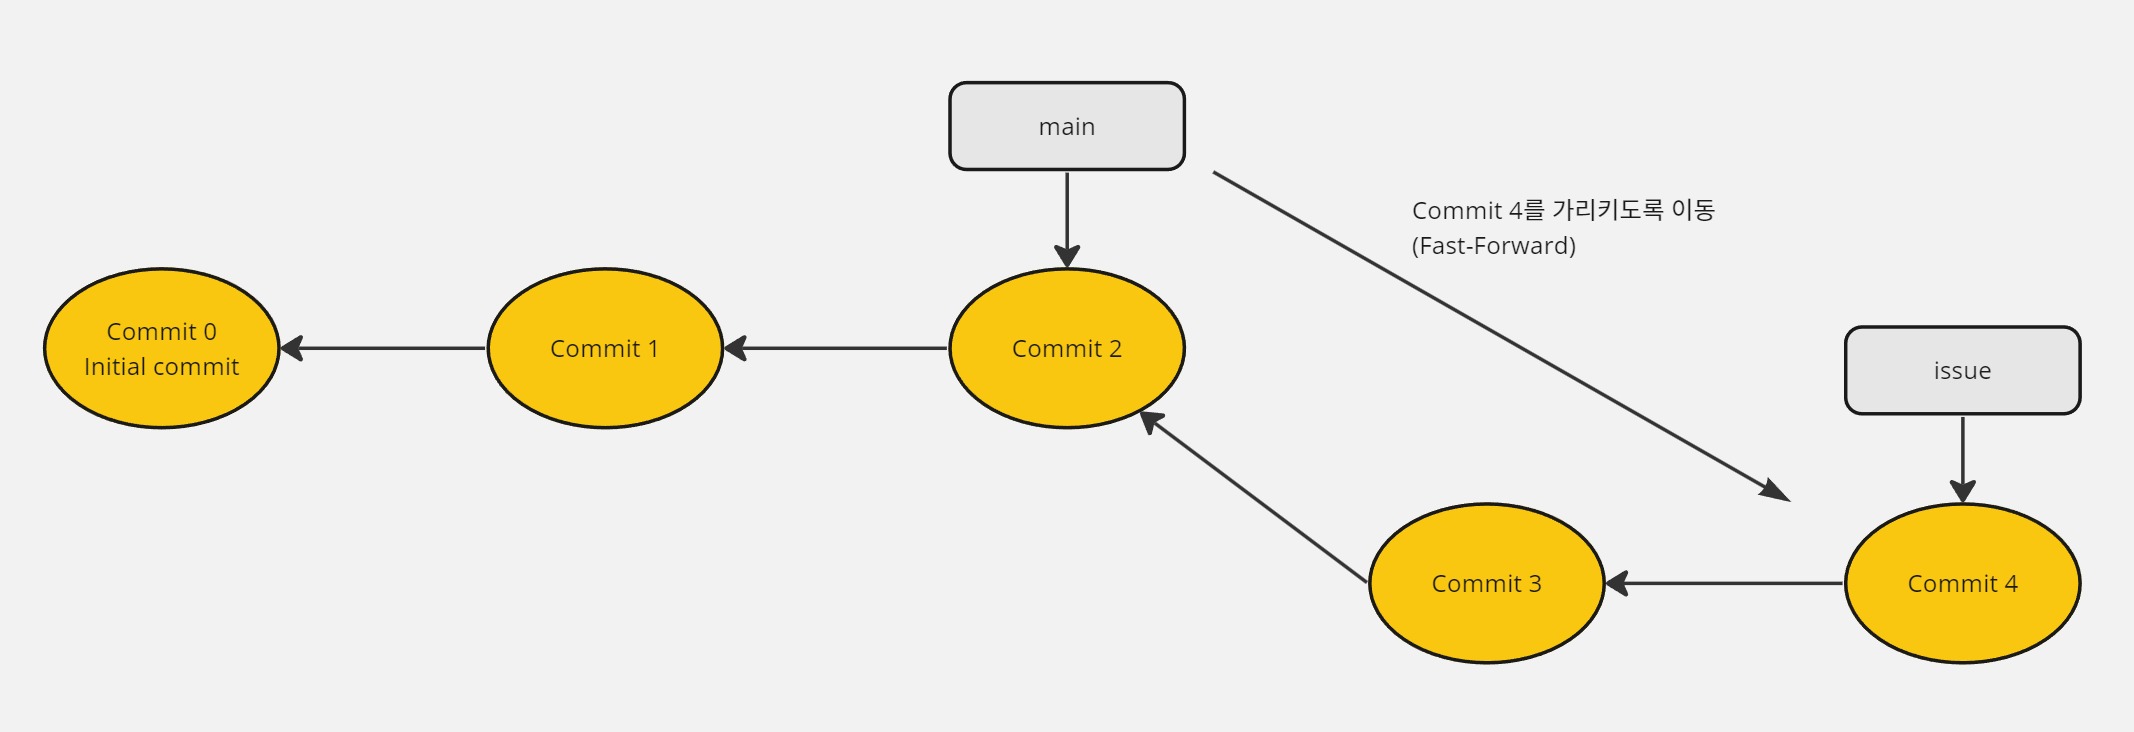 main
Commit 4를 가리키도록 이동
(Fast-Forward)
Commit 0
Initial commit
Commit 1
Commit 2
issue
Commit 3
Commit 4